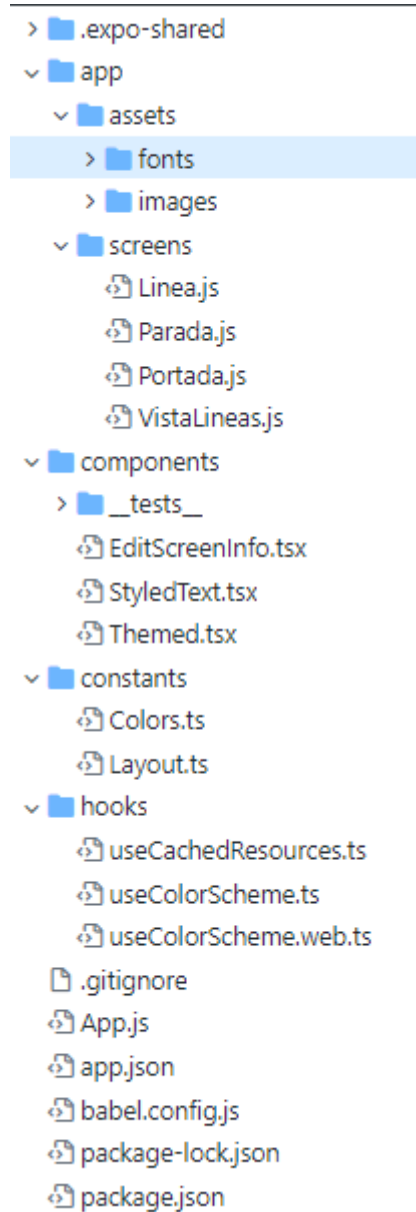 .expo-shared
app
assets
fonts
images
screens
Linea.js
Parada.js
Portada.js
VistaLineas.js
components
__tests_
EditScreenInfo.tsx
StyledText.tsx
Themed.tsx
constants
Colors.ts
Layout.ts
hooks
useCachedResources.ts
useColorScheme.ts
useColorScheme.web.ts
.gitignore
App.js
app.json
babel.config.js
package-lock.json
package.json